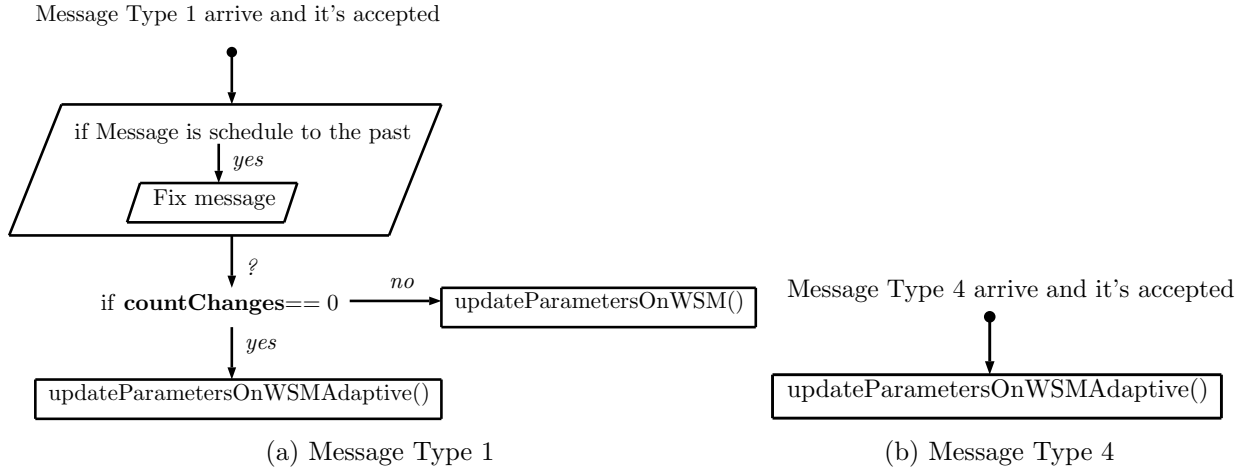 Message Type 1 arrive and it's accepted
if Message is schedule to the past
yes
Fix message
?
if countChanges== 0
no
updateParametersOnWSM()
yes
updateParametersOnWSMAdaptive()
(a) Message Type 1
Message Type 4 arrive and it's accepted
updateParametersOnWSMAdaptive()
(b) Message Type 4